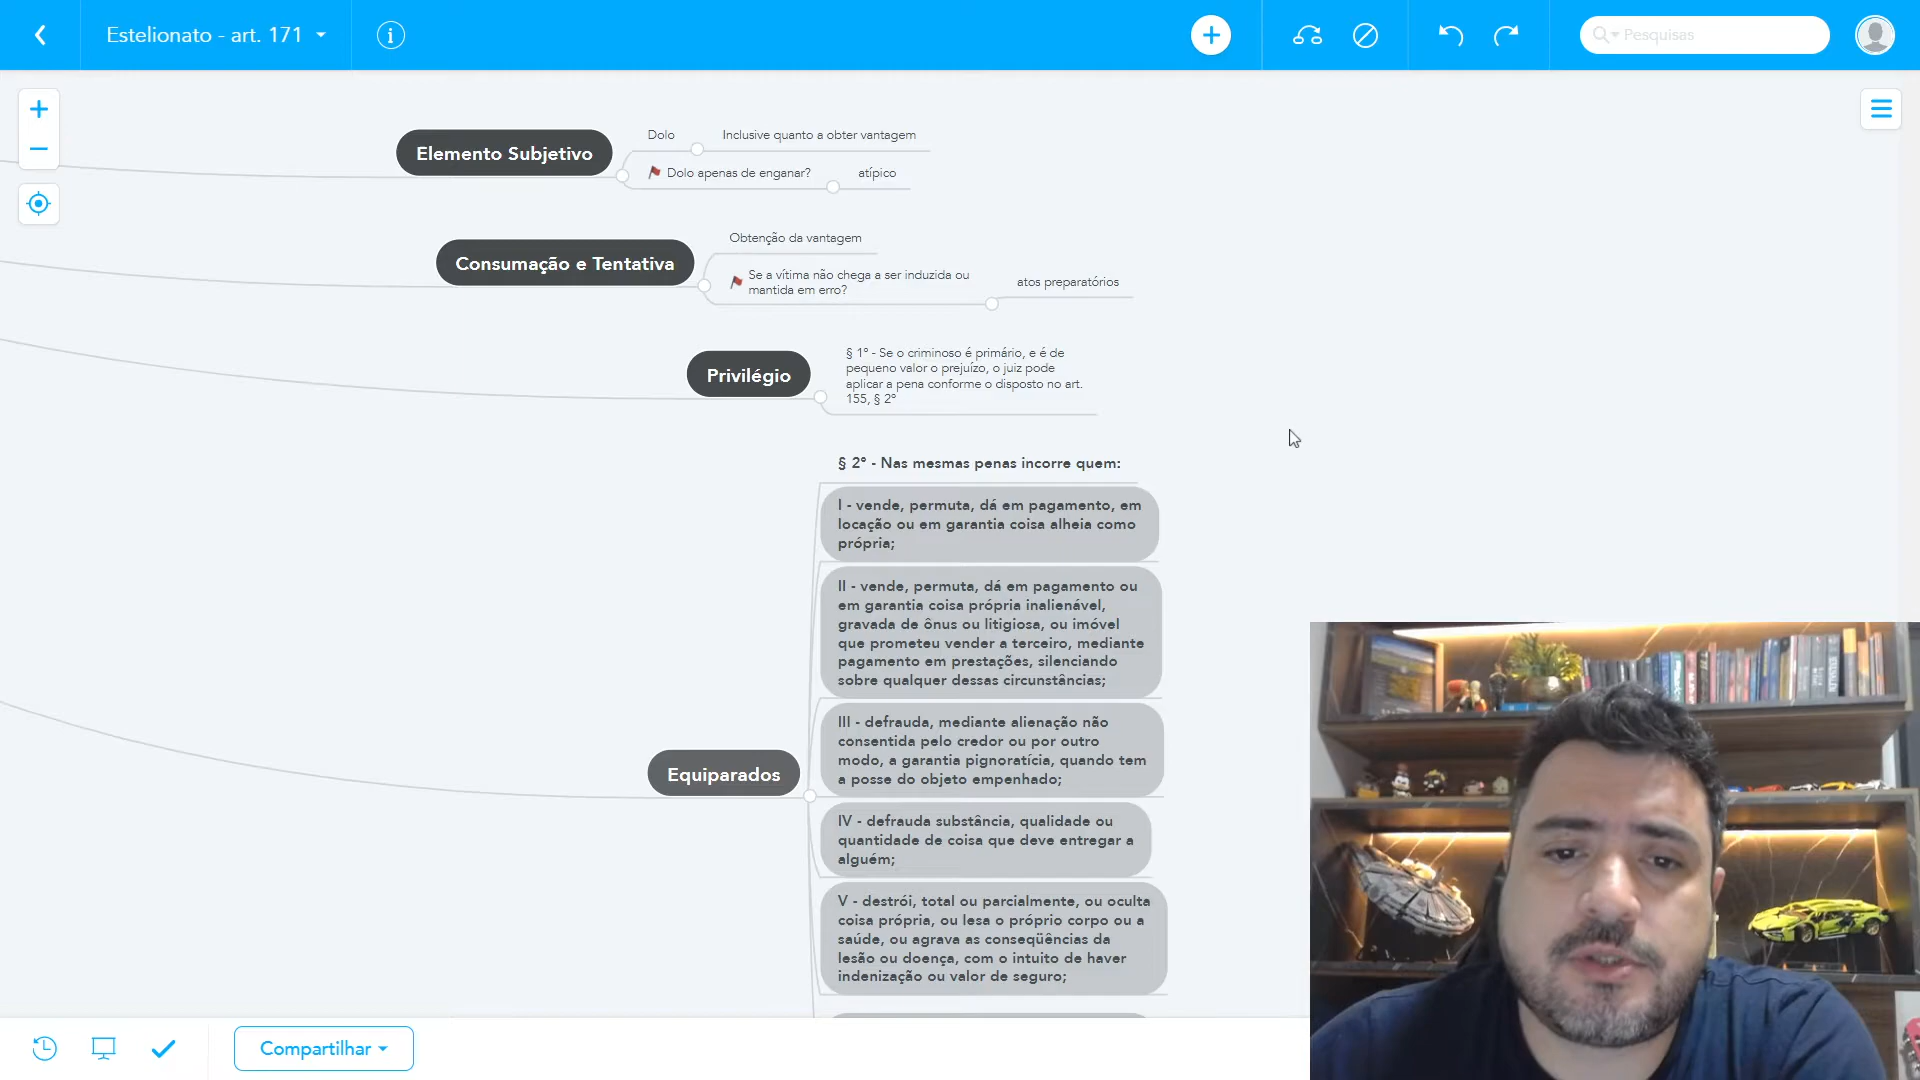 Estelionato - art. 171
Pesquisas
Elemento Subjetivo
Dolo
Inclusive quanto a obter vantagem
Dolo apenas de enganar?
atípico
Consumação e Tentativa
Obtenção da vantagem
Se a vítima não chega a ser induzida ou
mantida em erro?
atos preparatórios
Privilégio
§ 1º - Se o criminoso é primário, e é de
pequeno valor o prejuízo, o juiz pode
aplicar a pena conforme o disposto no art.
155, § 2º
Equiparados
§ 2º - Nas mesmas penas incorre quem:
I - vende, permuta, dá em pagamento, em
locação ou em garantia coisa alheia como
própria;
II - vende, permuta, dá em pagamento ou
em garantia coisa própria inalienável,
gravada de ônus ou litigiosa, ou imóvel
que prometeu vender a terceiro, mediante
pagamento em prestações, silenciando
sobre qualquer dessas circunstâncias;
III - defrauda, mediante alienação não
consentida pelo credor ou por outro
modo, a garantia pignoratícia, quando tem
a posse do objeto empenhado;
IV - defrauda substância, qualidade ou
quantidade de coisa que deve entregar a
alguém;
V - destrói, total ou parcialmente, ou oculta
coisa própria, ou lesa o próprio corpo ou a
saúde, ou agrava as conseqüências da
lesão ou doença, com o intuito de haver
indenização ou valor de seguro;
Compartilhar